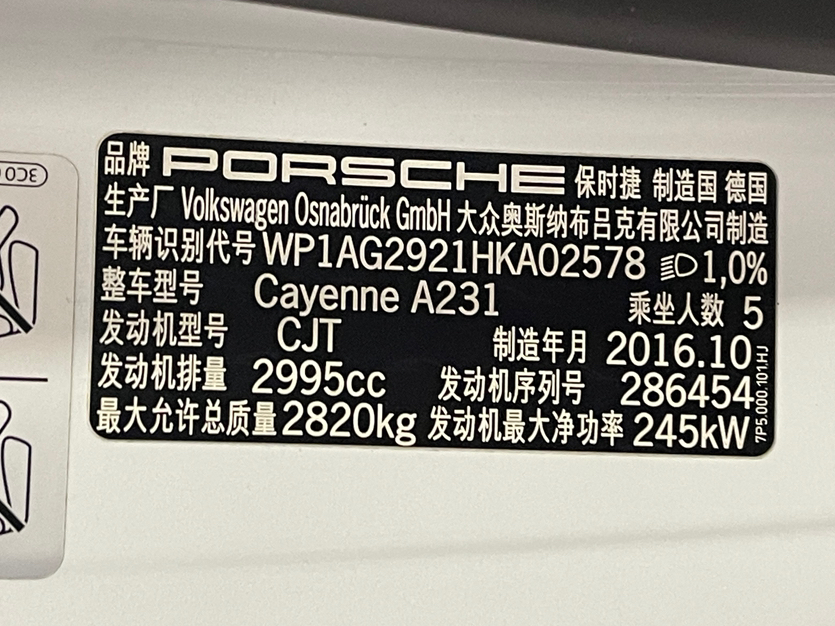 品牌 PORSCHE 保时捷 制造国 德国
生产厂 Volkswagen Osnabrück GmbH 大众奥斯纳布吕克有限公司制造
车辆识别代号 WP1AG2921HKA02578 1,0%
整车型号 Cayenne A231 乘坐人数 5
发动机型号 CJT 制造年月 2016.10
发动机排量 2995cc 发动机序列号 286454
最大允许总质量 2820kg 发动机最大净功率 245kW
7P5.000.101.HJ